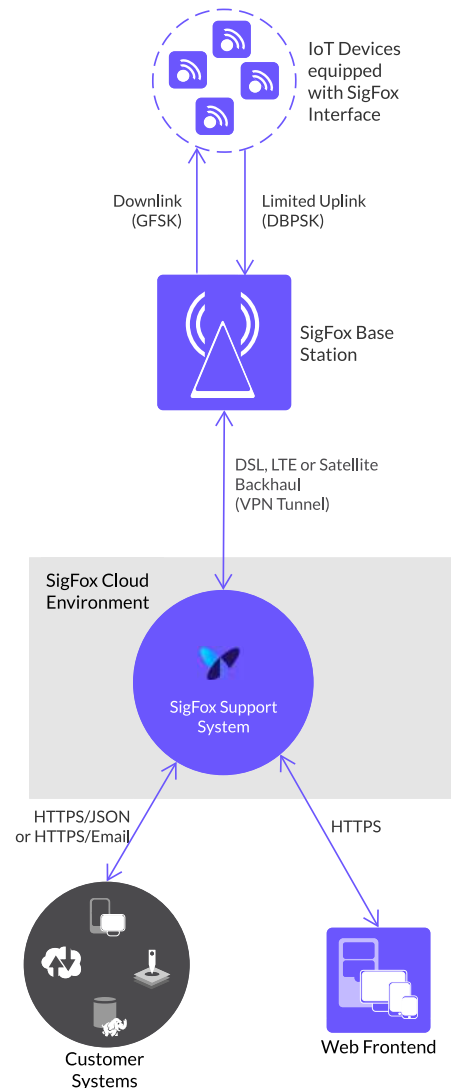 IoT Devices
equipped
with SigFox
Interface
Downlink
(GFSK)
Limited Uplink
(DBPSK)
SigFox Base
Station
DSL, LTE or Satellite
Backhaul
(VPN Tunnel)
SigFox Cloud
Environment
SigFox Support
System
HTTPS/JSON
or HTTPS/Email
HTTPS
Customer
Systems
Web Frontend